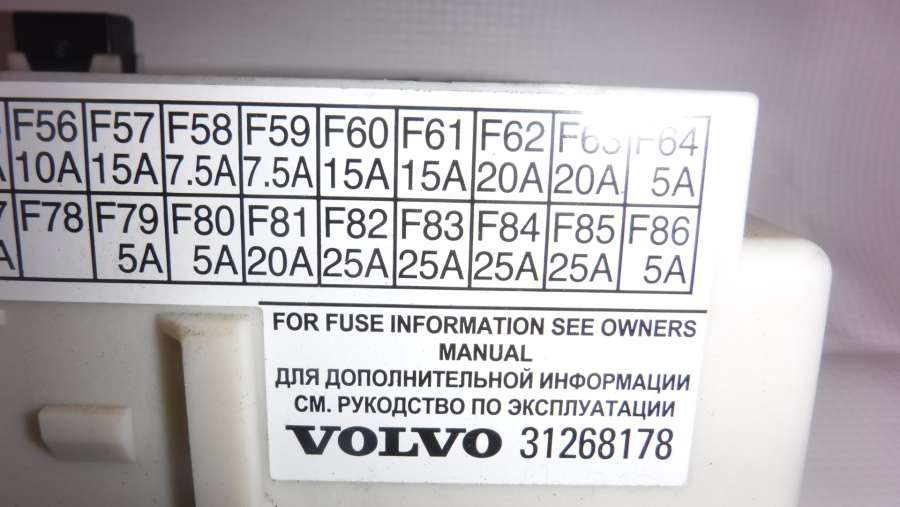 F56 F57 F58 F59 F60 F61 F62 F63 F64
10A 15A 7.5A 7.5A 15A 15A 20A 20A 5A
F78 F79 F80 F81 F82 F83 F84 F85 F86
5A 5A 20A 25A 25A 25A 25A 5A
FOR FUSE INFORMATION SEE OWNERS
MANUAL
ДЛЯ ДОПОЛНИТЕЛЬНОЙ ИНФОРМАЦИИ
СМ. РУКОДСТВО ПО ЭКСПЛУАТАЦИИ
VOLVO 31268178